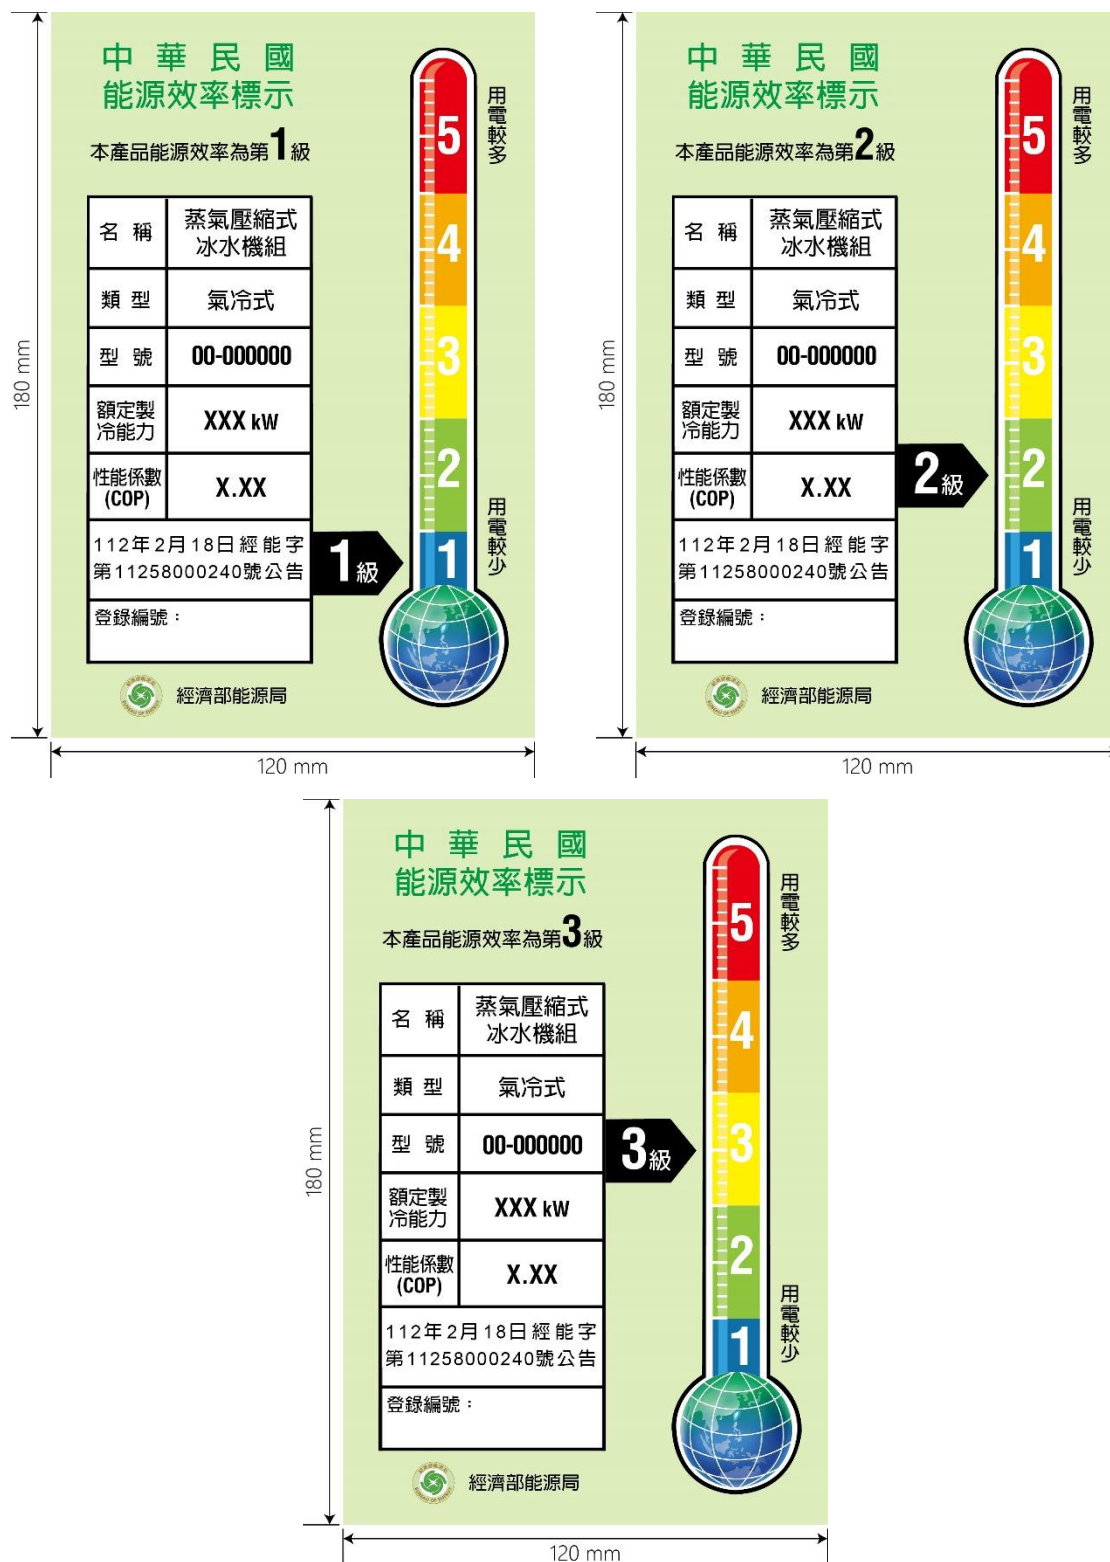 中華民國
能源效率標示
本產品能源效率為第1級
名稱 蒸氣壓縮式冰水機組
類型 氣冷式
型號 00-000000
額定製冷能力 XXX kW
性能係數(COP) X.XX
112年2月18日經能字
第11258000240號公告
登錄編號：
經濟部能源局
1級
用電較多
5
4
3
2
1
用電較少
180 mm
120 mm
中華民國
能源效率標示
本產品能源效率為第2級
名稱 蒸氣壓縮式冰水機組
類型 氣冷式
型號 00-000000
額定製冷能力 XXX kW
性能係數(COP) X.XX
112年2月18日經能字
第11258000240號公告
登錄編號：
經濟部能源局
2級
用電較多
5
4
3
2
1
用電較少
180 mm
120 mm
中華民國
能源效率標示
本產品能源效率為第3級
名稱 蒸氣壓縮式冰水機組
類型 氣冷式
型號 00-000000
額定製冷能力 XXX kW
性能係數(COP) X.XX
112年2月18日經能字
第11258000240號公告
登錄編號：
經濟部能源局
3級
用電較多
5
4
3
2
1
用電較少
180 mm
120 mm